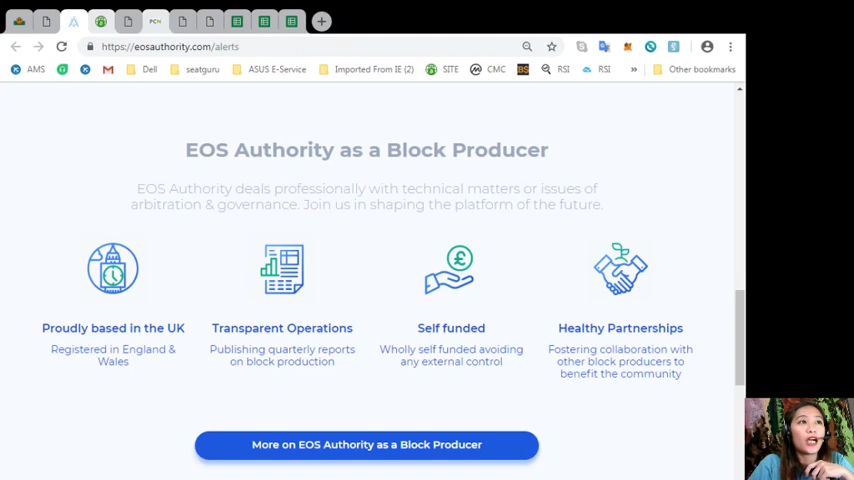 PCN
https://eosauthority.com/alerts
AMS
Dell
seatguru
ASUS E-Service
Imported From IE (2)
SITE
CMC
RSI
RSI
»
Other bookmarks
EOS Authority as a Block Producer
EOS Authority deals professionally with technical matters or issues of
arbitration & governance. Join us in shaping the platform of the future.
Proudly based in the UK
Registered in England &
Wales
Transparent Operations
Publishing quarterly reports
on block production
Self funded
Wholly self funded avoiding
any external control
Healthy Partnerships
Fostering collaboration with
other block producers to
benefit the community
More on EOS Authority as a Block Producer